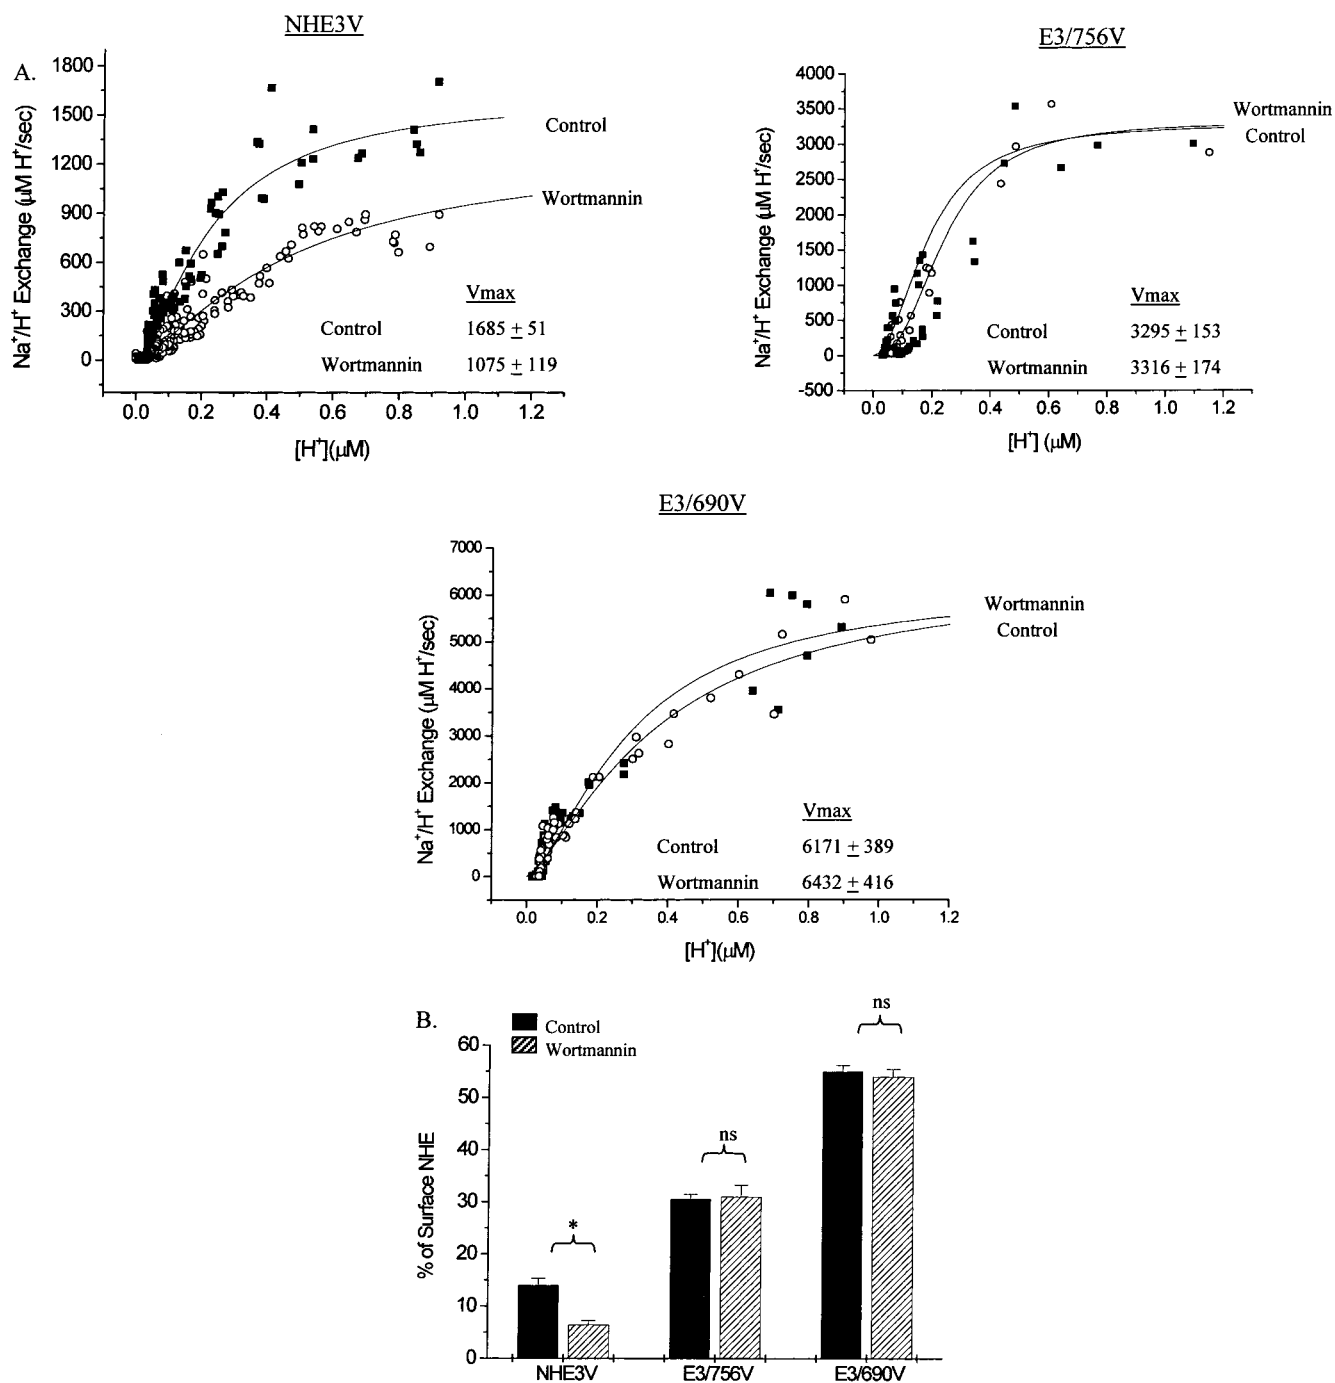 A.
NHE3V
Na⁺/H⁺ Exchange (μM H⁺/sec)
1800
1500
1200
900
600
300
0
Control
Wortmannin
Vmax
Control 1685 ± 51
Wortmannin 1075 ± 119
0.0 0.2 0.4 0.6 0.8 1.0 1.2
[H⁺](μM)
E3/756V
Na⁺/H⁺ Exchange (μM H⁺/sec)
4000
3500
3000
2500
2000
1500
1000
500
0
-500
Wortmannin
Control
Vmax
Control 3295 ± 153
Wortmannin 3316 ± 174
0.0 0.2 0.4 0.6 0.8 1.0 1.2
[H⁺] (μM)
E3/690V
Na⁺/H⁺ Exchange (μM H⁺/sec)
7000
6000
5000
4000
3000
2000
1000
0
Wortmannin
Control
Vmax
Control 6171 ± 389
Wortmannin 6432 ± 416
0.0 0.2 0.4 0.6 0.8 1.0 1.2
[H⁺](μM)
B.
Control
Wortmannin
% of Surface NHE
60
50
40
30
20
10
0
*
ns
ns
NHE3V E3/756V E3/690V